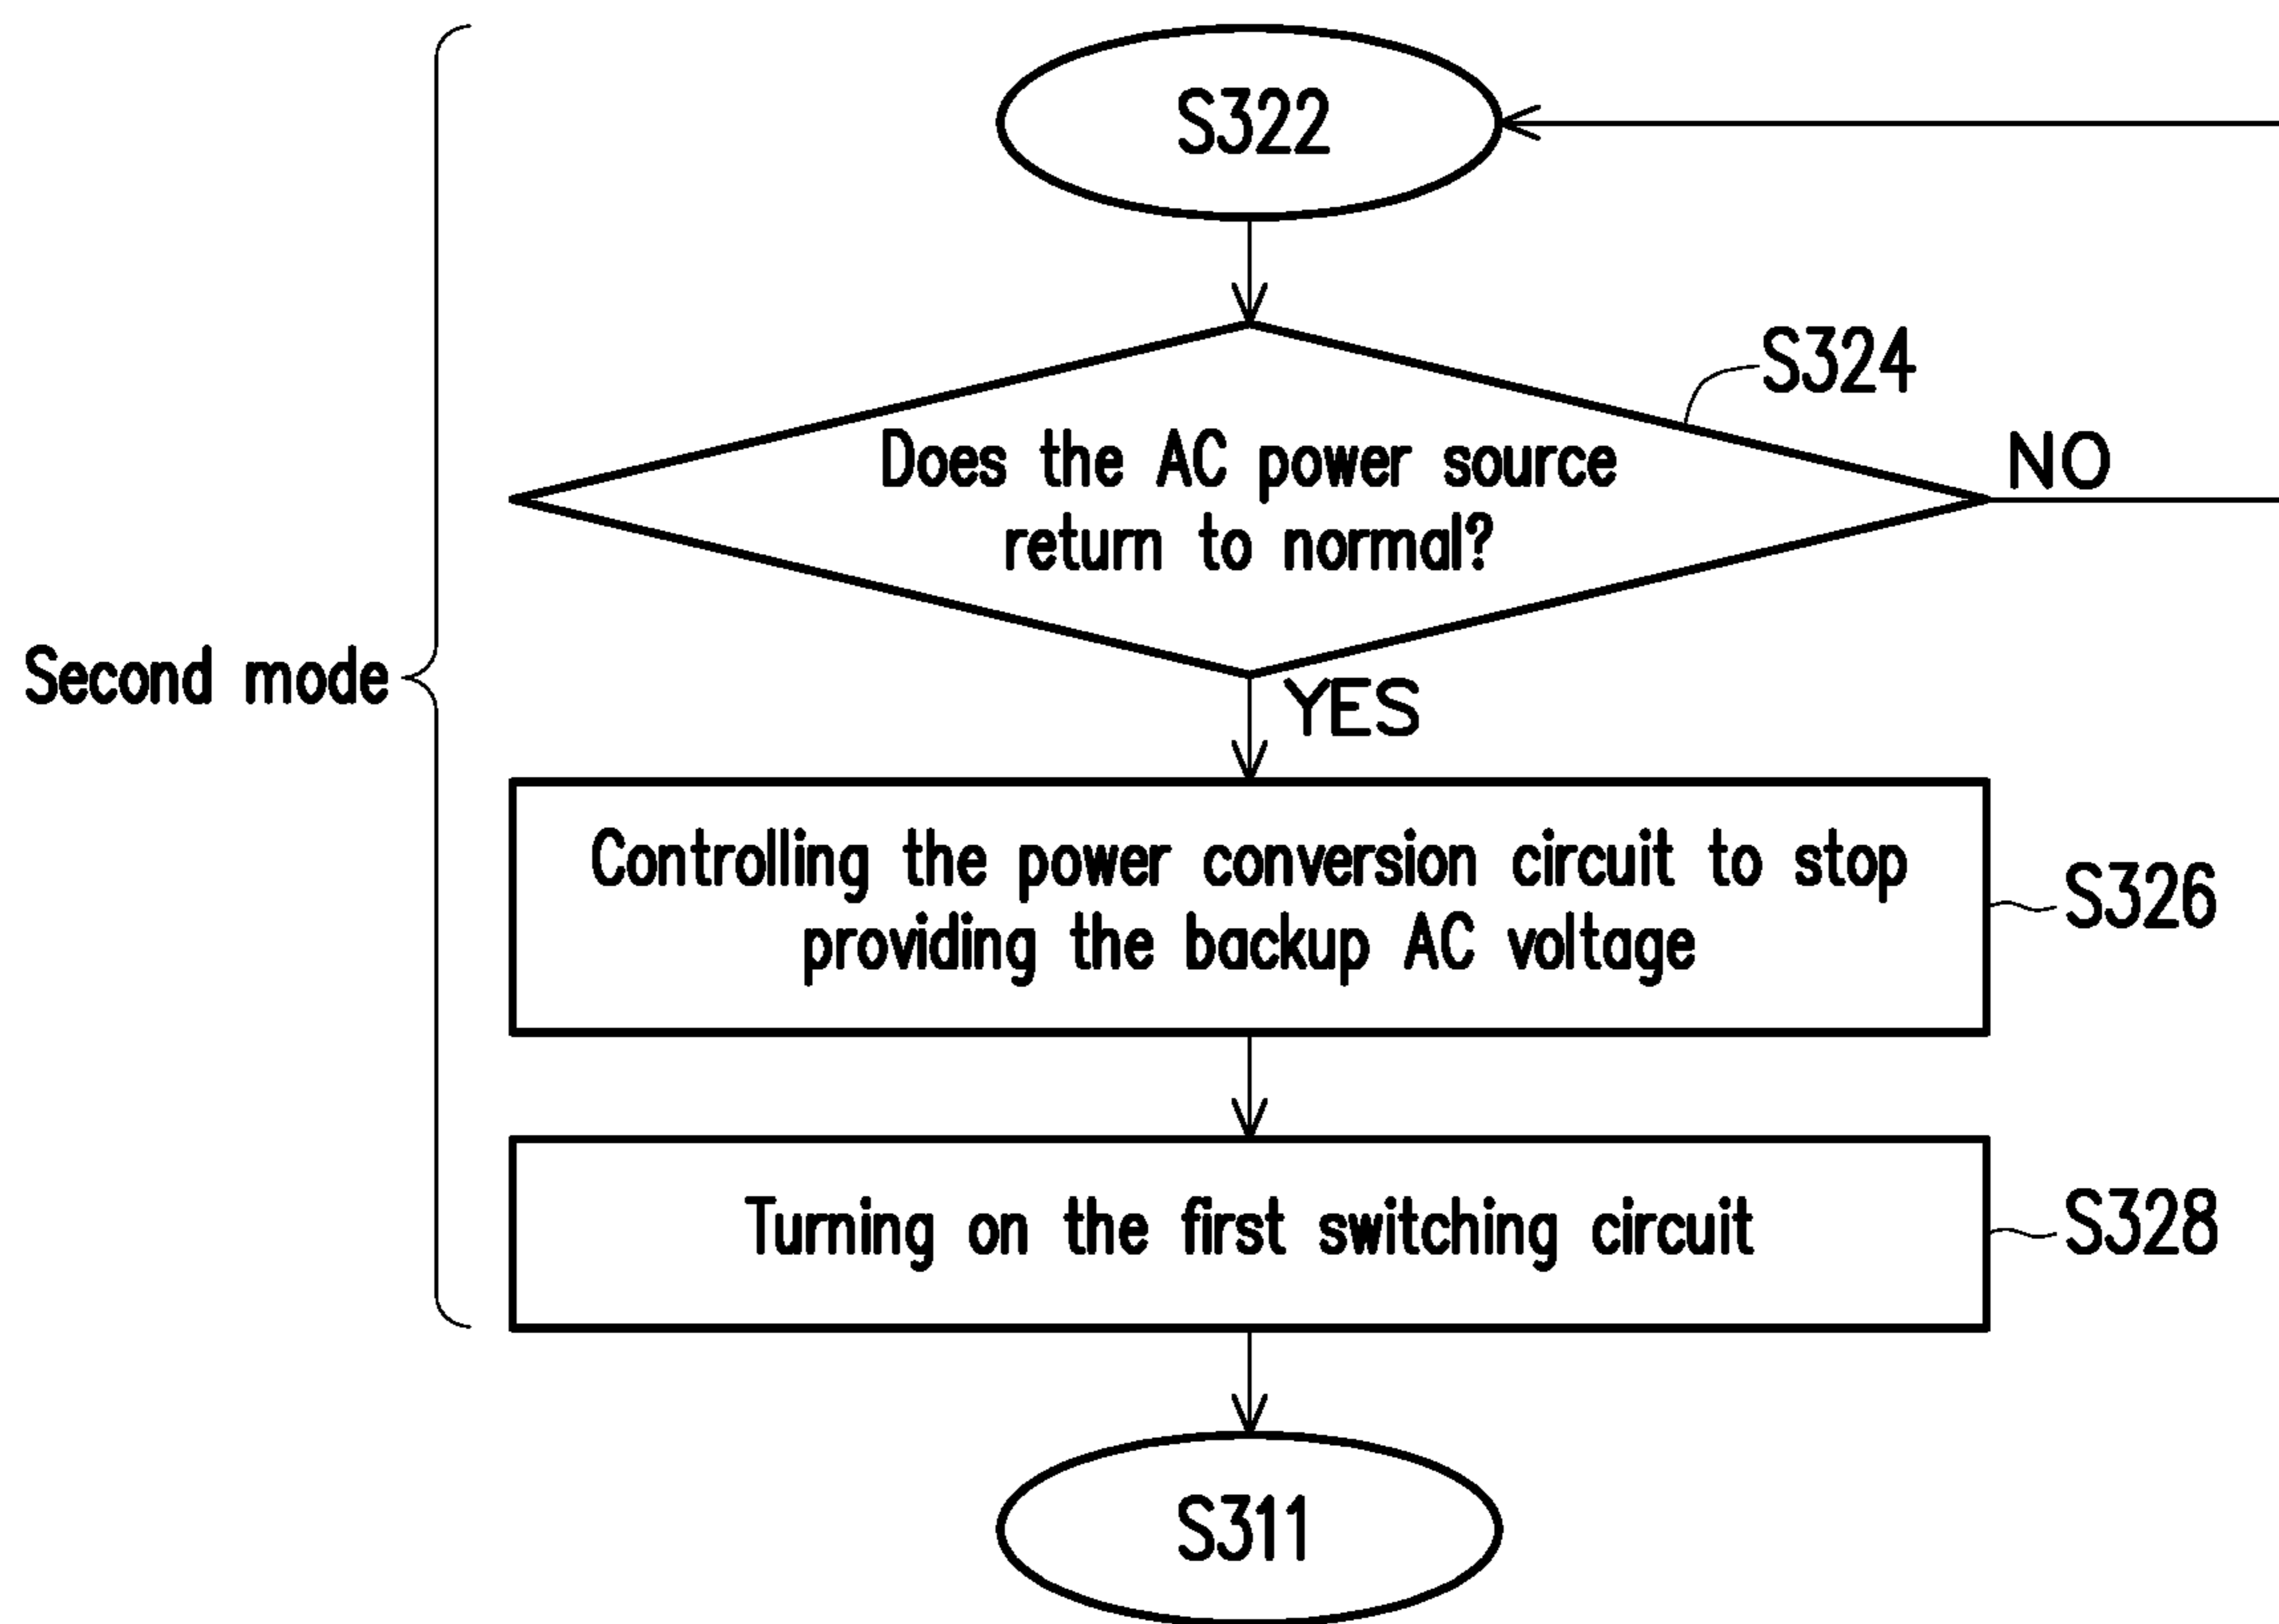 S322
S324
Does the AC power source
return to normal?
NO
Second mode
YES
Controlling the power conversion circuit to stop
providing the backup AC voltage
S326
Turning on the first switching circuit
S328
S311